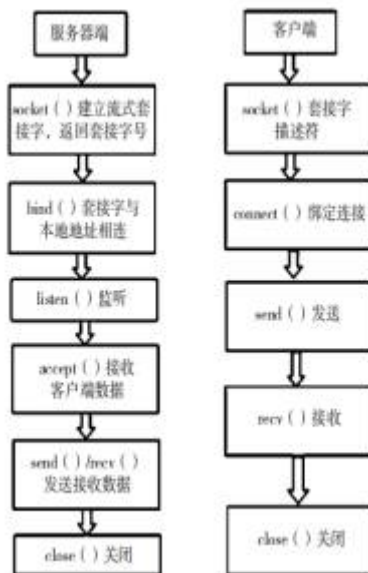 服务器端
socket ( ) 建立流式套
接字，返回套接字号
bind ( ) 套接字与
本地地址相连
listen ( ) 监听
accept ( ) 接收
客户端数据
send ( ) /recv ( )
发送接收数据
close ( ) 关闭
客户端
socket ( ) 套接字
描述符
connect ( ) 绑定连接
send ( ) 发送
recv ( ) 接收
close ( ) 关闭